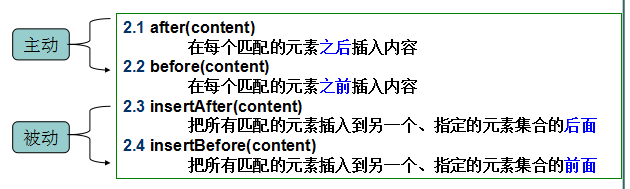 主动
2.1 after(content)
在每个匹配的元素之后插入内容
2.2 before(content)
在每个匹配的元素之前插入内容
被动
2.3 insertAfter(content)
把所有匹配的元素插入到另一个、指定的元素集合的后面
2.4 insertBefore(content)
把所有匹配的元素插入到另一个、指定的元素集合的前面